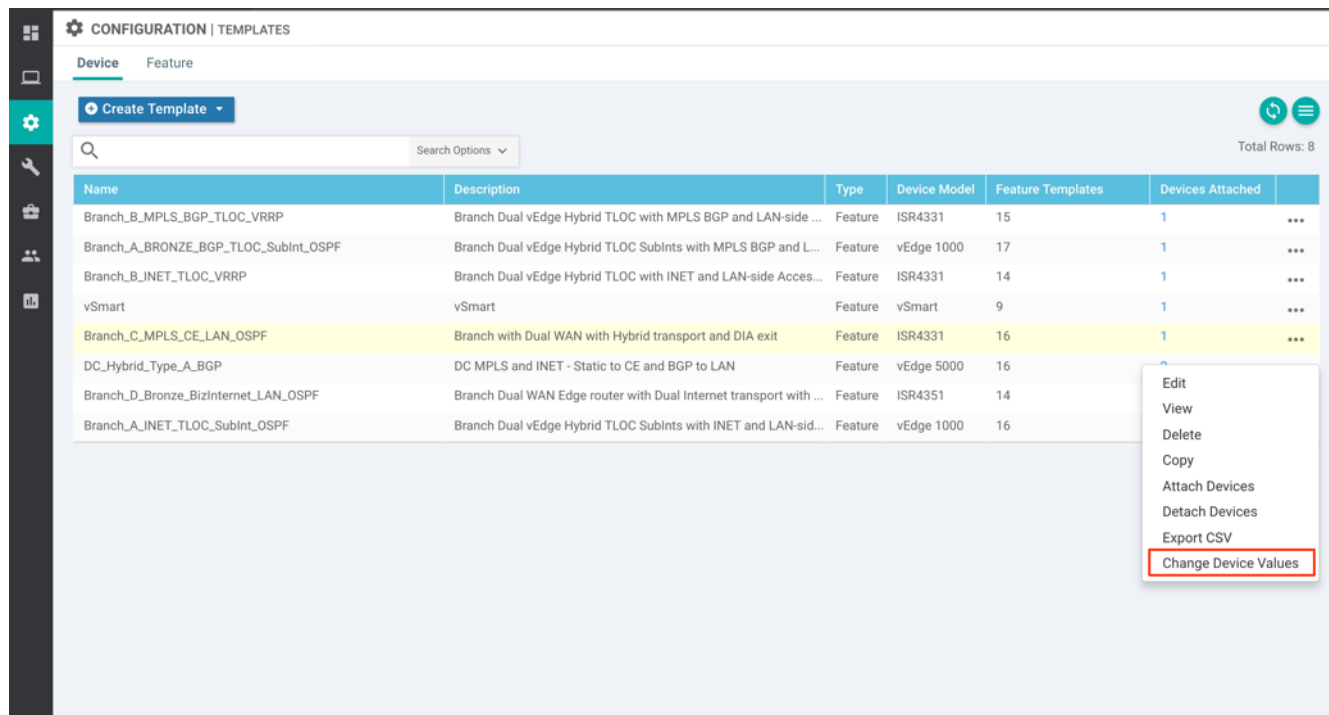 CONFIGURATION | TEMPLATES
Device Feature
Create Template
Search Options
Total Rows: 8
Name Description Type Device Model Feature Templates Devices Attached
Branch_B_MPLS_BGP_TLOC_VRRP Branch Dual vEdge Hybrid TLOC with MPLS BGP and LAN-side ... Feature ISR4331 15 1
Branch_A_BRONZE_BGP_TLOC_SubInt_OSPF Branch Dual vEdge Hybrid TLOC SubInts with MPLS BGP and L... Feature vEdge 1000 17 1
Branch_B_INET_TLOC_VRRP Branch Dual vEdge Hybrid TLOC with INET and LAN-side Acces... Feature ISR4331 14 1
vSmart vSmart Feature vSmart 9 1
Branch_C_MPLS_CE_LAN_OSPF Branch with Dual WAN with Hybrid transport and DIA exit Feature ISR4331 16 1
DC_Hybrid_Type_A_BGP DC MPLS and INET - Static to CE and BGP to LAN Feature vEdge 5000 16
Branch_D_Bronze_BizInternet_LAN_OSPF Branch Dual WAN Edge router with Dual Internet transport with ... Feature ISR4351 14
Branch_A_INET_TLOC_SubInt_OSPF Branch Dual vEdge Hybrid TLOC SubInts with INET and LAN-sid... Feature vEdge 1000 16
Edit
View
Delete
Copy
Attach Devices
Detach Devices
Export CSV
Change Device Values